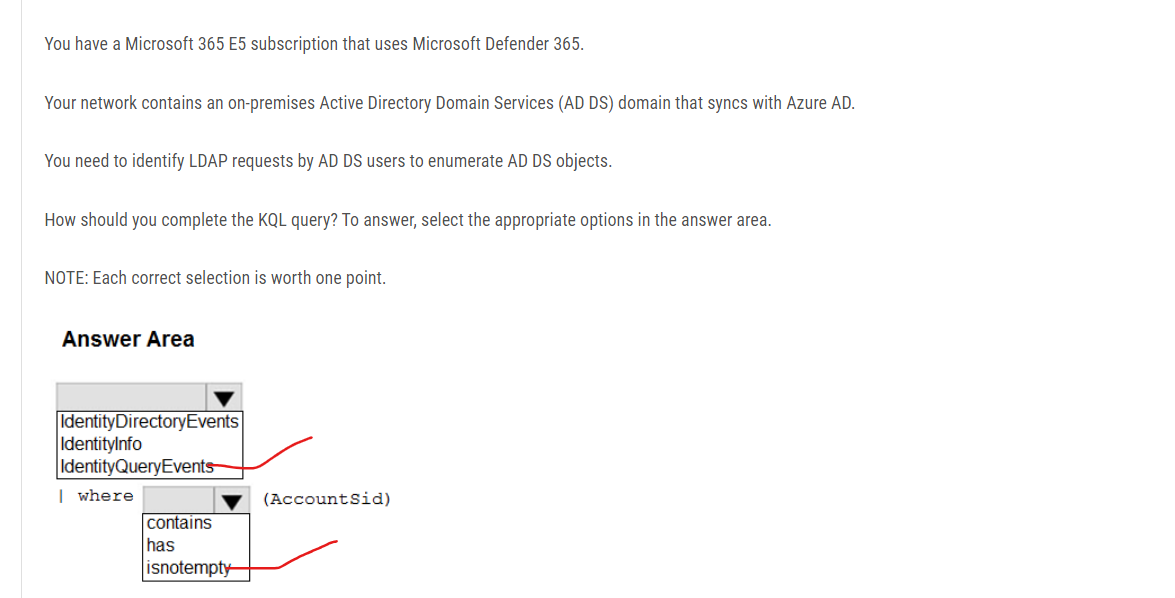 You have a Microsoft 365 E5 subscription that uses Microsoft Defender 365.
Your network contains an on-premises Active Directory Domain Services (AD DS) domain that syncs with Azure AD.
You need to identify LDAP requests by AD DS users to enumerate AD DS objects.
How should you complete the KQL query? To answer, select the appropriate options in the answer area.
NOTE: Each correct selection is worth one point.
Answer Area
IdentityDirectoryEvents
IdentityInfo
IdentityQueryEvents
| where (AccountSid)
contains
has
isnotempty